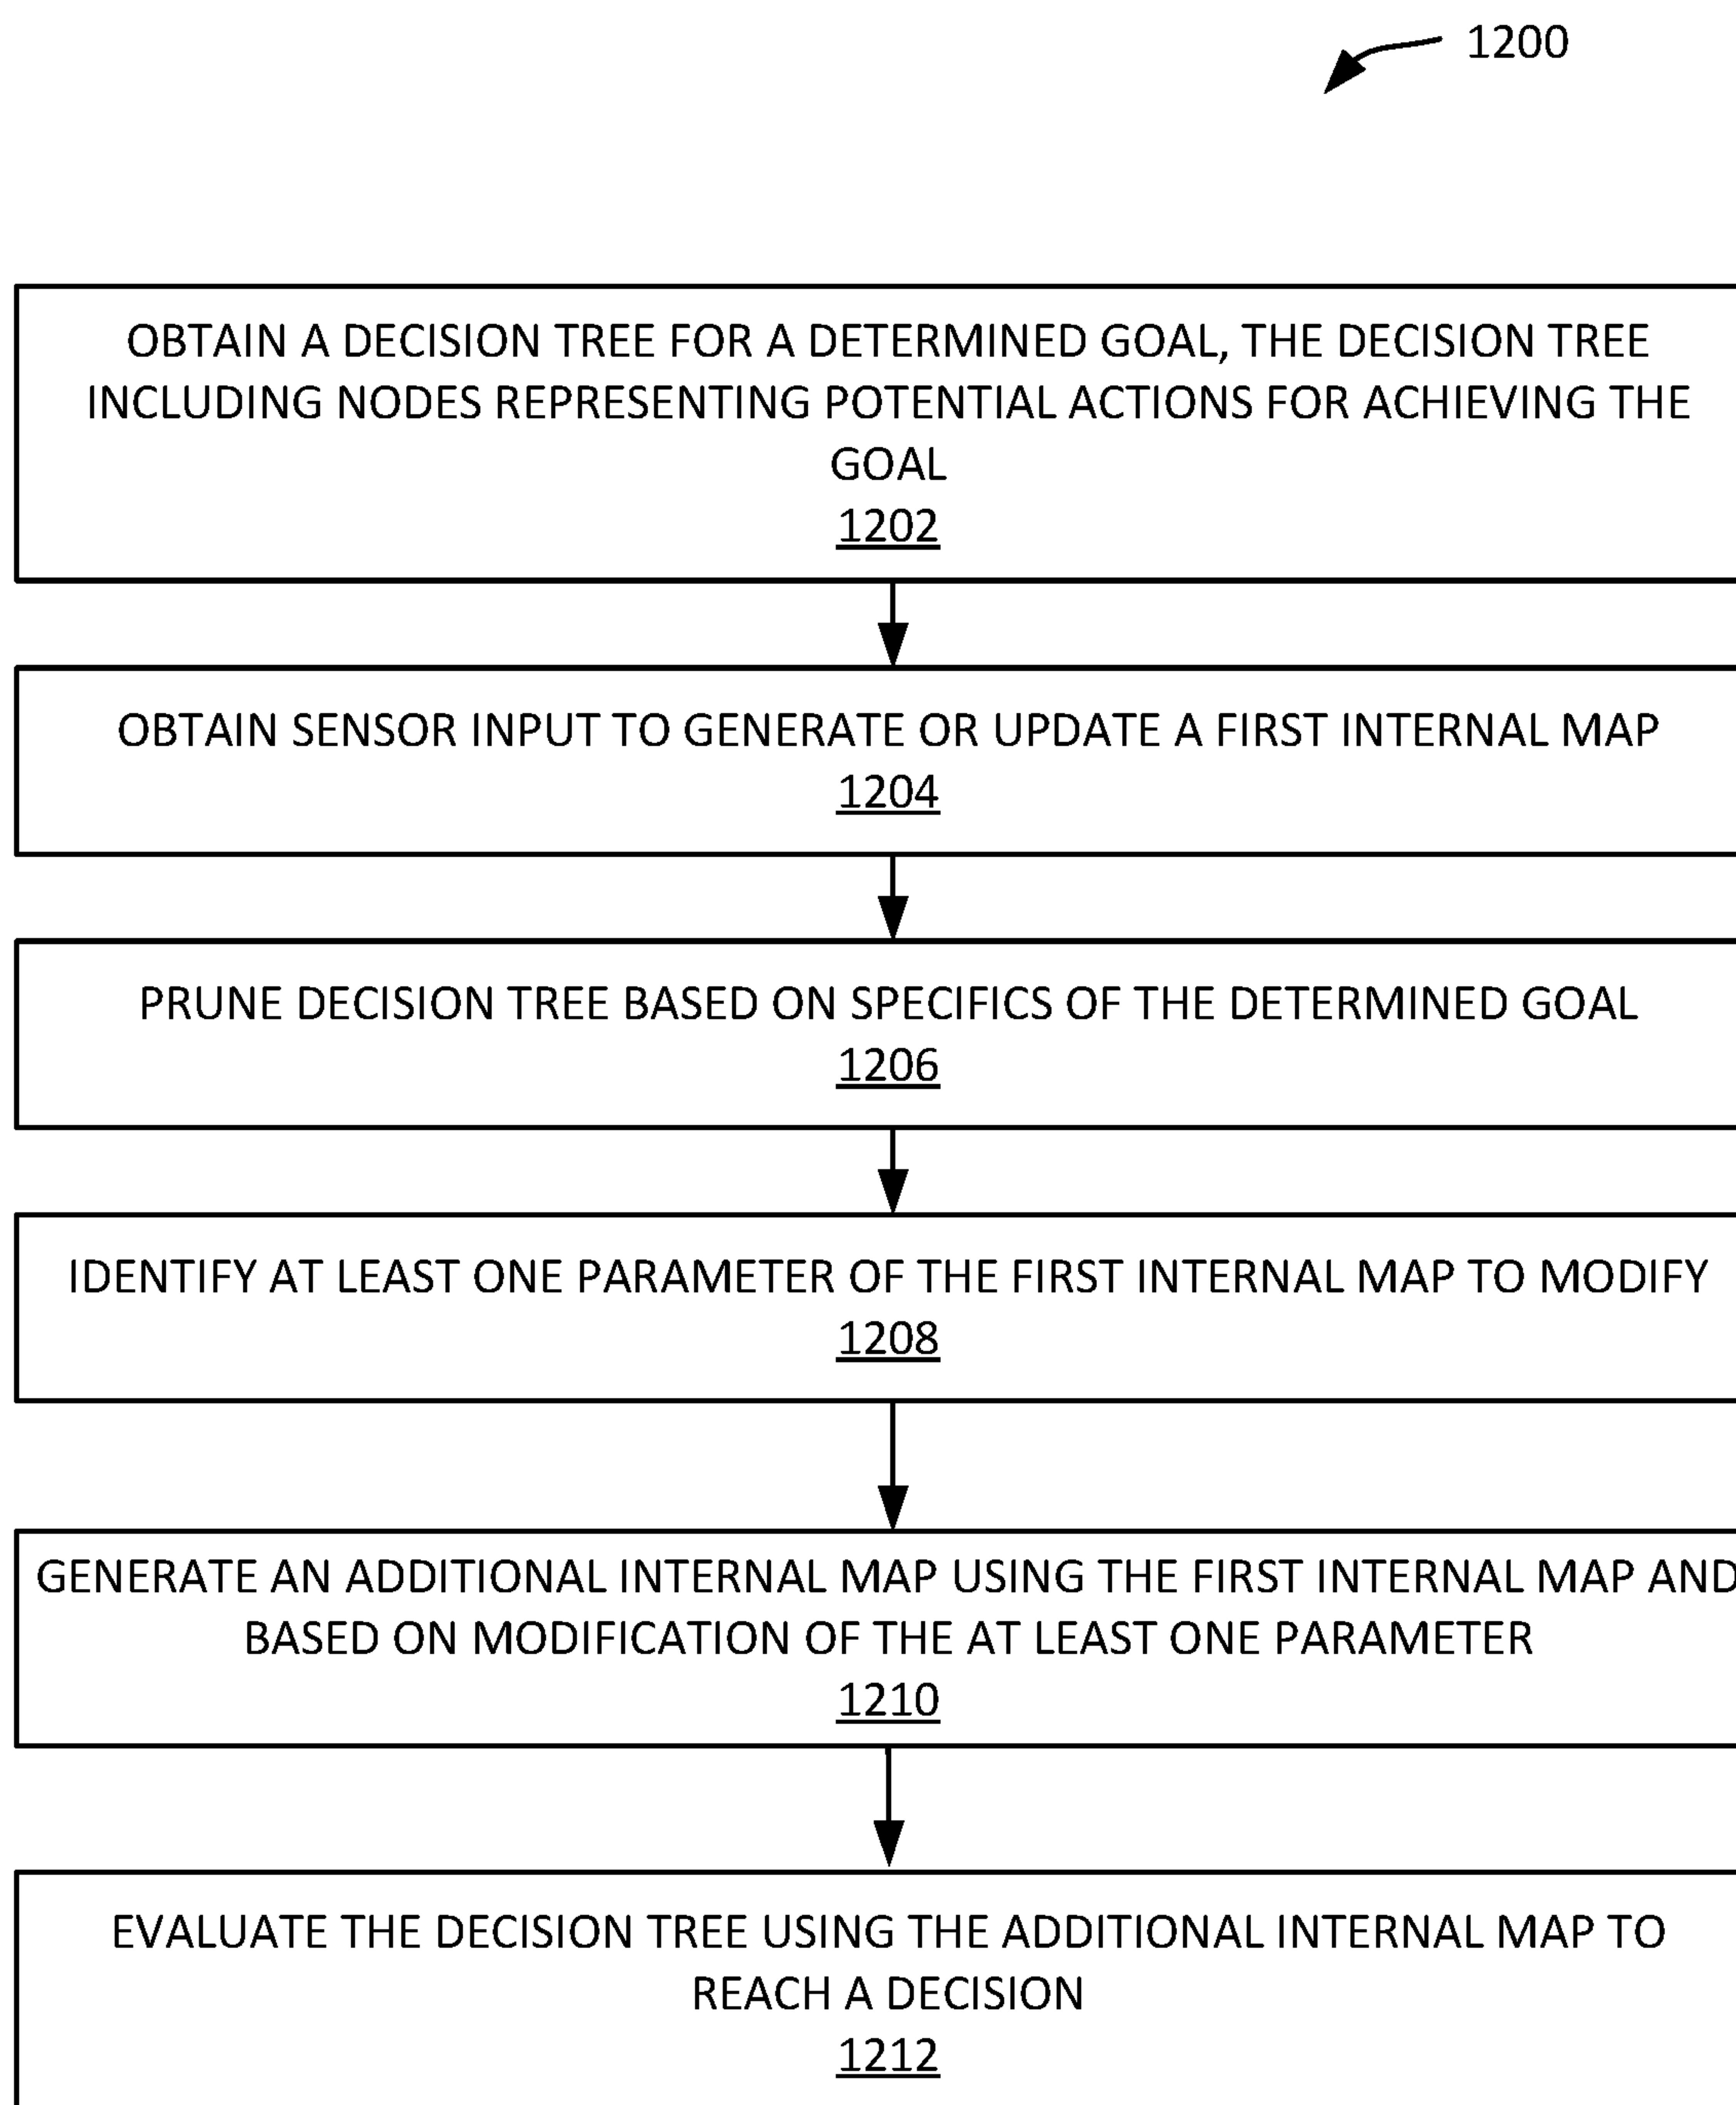 1200
OBTAIN A DECISION TREE FOR A DETERMINED GOAL, THE DECISION TREE
INCLUDING NODES REPRESENTING POTENTIAL ACTIONS FOR ACHIEVING THE
GOAL
1202
OBTAIN SENSOR INPUT TO GENERATE OR UPDATE A FIRST INTERNAL MAP
1204
PRUNE DECISION TREE BASED ON SPECIFICS OF THE DETERMINED GOAL
1206
IDENTIFY AT LEAST ONE PARAMETER OF THE FIRST INTERNAL MAP TO MODIFY
1208
GENERATE AN ADDITIONAL INTERNAL MAP USING THE FIRST INTERNAL MAP AND
BASED ON MODIFICATION OF THE AT LEAST ONE PARAMETER
1210
EVALUATE THE DECISION TREE USING THE ADDITIONAL INTERNAL MAP TO
REACH A DECISION
1212